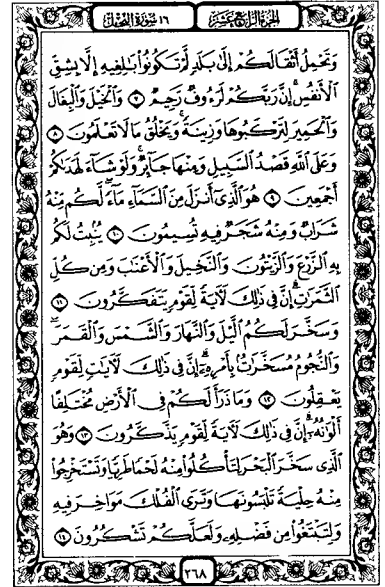 الجزء الرابع عشر ١٦ سورة النحل
وَتَحْمِلُ أَثْقَالَكُمْ إِلَىٰ بَلَدٍ لَّمْ تَكُونُوا۟ بَٰلِغِيهِ إِلَّا بِشِقِّ
ٱلْأَنفُسِ ۚ إِنَّ رَبَّكُمْ لَرَءُوفٌ رَّحِيمٌ ٧ وَٱلْخَيْلَ وَٱلْبِغَالَ
وَٱلْحَمِيرَ لِتَرْكَبُوهَا وَزِينَةً ۚ وَيَخْلُقُ مَا لَا تَعْلَمُونَ ٨
وَعَلَى ٱللَّهِ قَصْدُ ٱلسَّبِيلِ وَمِنْهَا جَآئِرٌ ۚ وَلَوْ شَآءَ لَهَدَىٰكُمْ
أَجْمَعِينَ ٩ هُوَ ٱلَّذِىٓ أَنزَلَ مِنَ ٱلسَّمَآءِ مَآءً ۖ لَّكُم مِّنْهُ
شَرَابٌ وَمِنْهُ شَجَرٌ فِيهِ تُسِيمُونَ ١٠ يُنۢبِتُ لَكُم
بِهِ ٱلزَّرْعَ وَٱلزَّيْتُونَ وَٱلنَّخِيلَ وَٱلْأَعْنَٰبَ وَمِن كُلِّ
ٱلثَّمَرَٰتِ ۗ إِنَّ فِى ذَٰلِكَ لَءَايَةً لِّقَوْمٍ يَتَفَكَّرُونَ ١١
وَسَخَّرَ لَكُمُ ٱلَّيْلَ وَٱلنَّهَارَ وَٱلشَّمْسَ وَٱلْقَمَرَ ۖ
وَٱلنُّجُومُ مُسَخَّرَٰتٌۢ بِأَمْرِهِۦٓ ۗ إِنَّ فِى ذَٰلِكَ لَءَايَٰتٍ لِّقَوْمٍ
يَعْقِلُونَ ١٢ وَمَا ذَرَأَ لَكُمْ فِى ٱلْأَرْضِ مُخْتَلِفًا
أَلْوَٰنُهُۥٓ ۗ إِنَّ فِى ذَٰلِكَ لَءَايَةً لِّقَوْمٍ يَذَّكَّرُونَ ١٣ وَهُوَ
ٱلَّذِى سَخَّرَ ٱلْبَحْرَ لِتَأْكُلُوا۟ مِنْهُ لَحْمًا طَرِيًّا وَتَسْتَخْرِجُوا۟
مِنْهُ حِلْيَةً تَلْبَسُونَهَا وَتَرَى ٱلْفُلْكَ مَوَاخِرَ فِيهِ
وَلِتَبْتَغُوا۟ مِن فَضْلِهِۦ وَلَعَلَّكُمْ تَشْكُرُونَ ١٤
٢٦٨